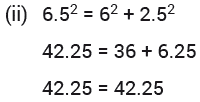 (ii) 6.5² = 6² + 2.5²
42.25 = 36 + 6.25
42.25 = 42.25